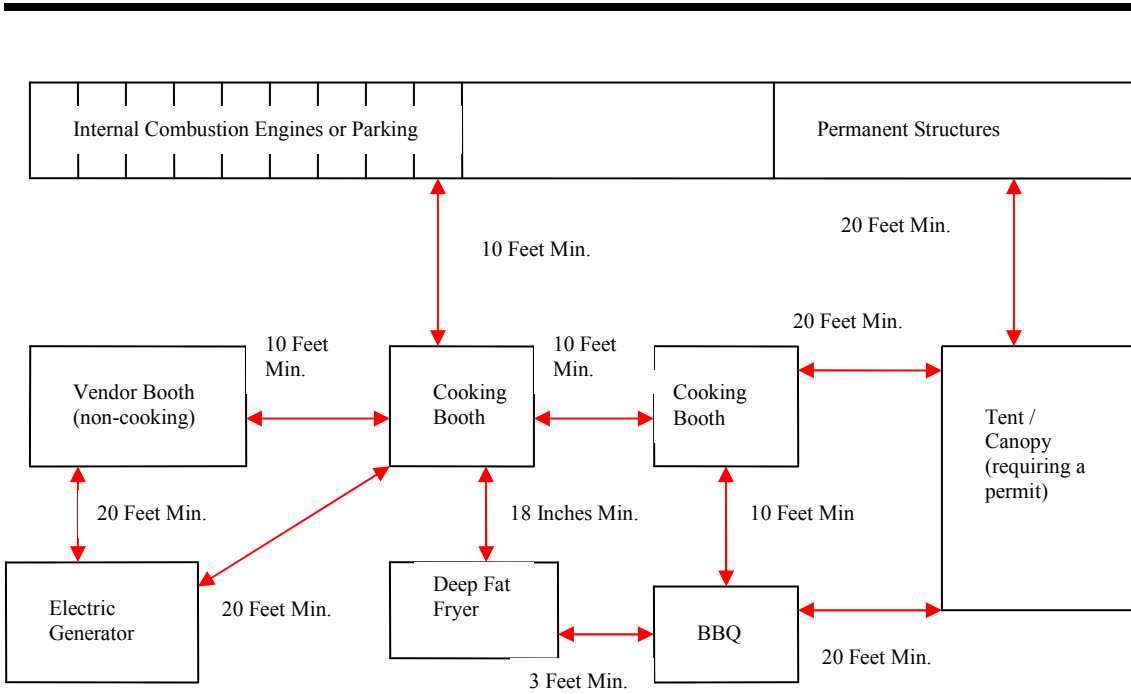 Internal Combustion Engines or Parking
Permanent Structures
20 Feet Min.
10 Feet Min.
20 Feet Min.
10 Feet
Min.
10 Feet
Min.
Vendor Booth
(non-cooking)
Cooking
Booth
Cooking
Booth
Tent /
Canopy
(requiring a
permit)
20 Feet Min.
18 Inches Min.
10 Feet Min
Electric
Generator
20 Feet Min.
Deep Fat
Fryer
BBQ
20 Feet Min.
3 Feet Min.